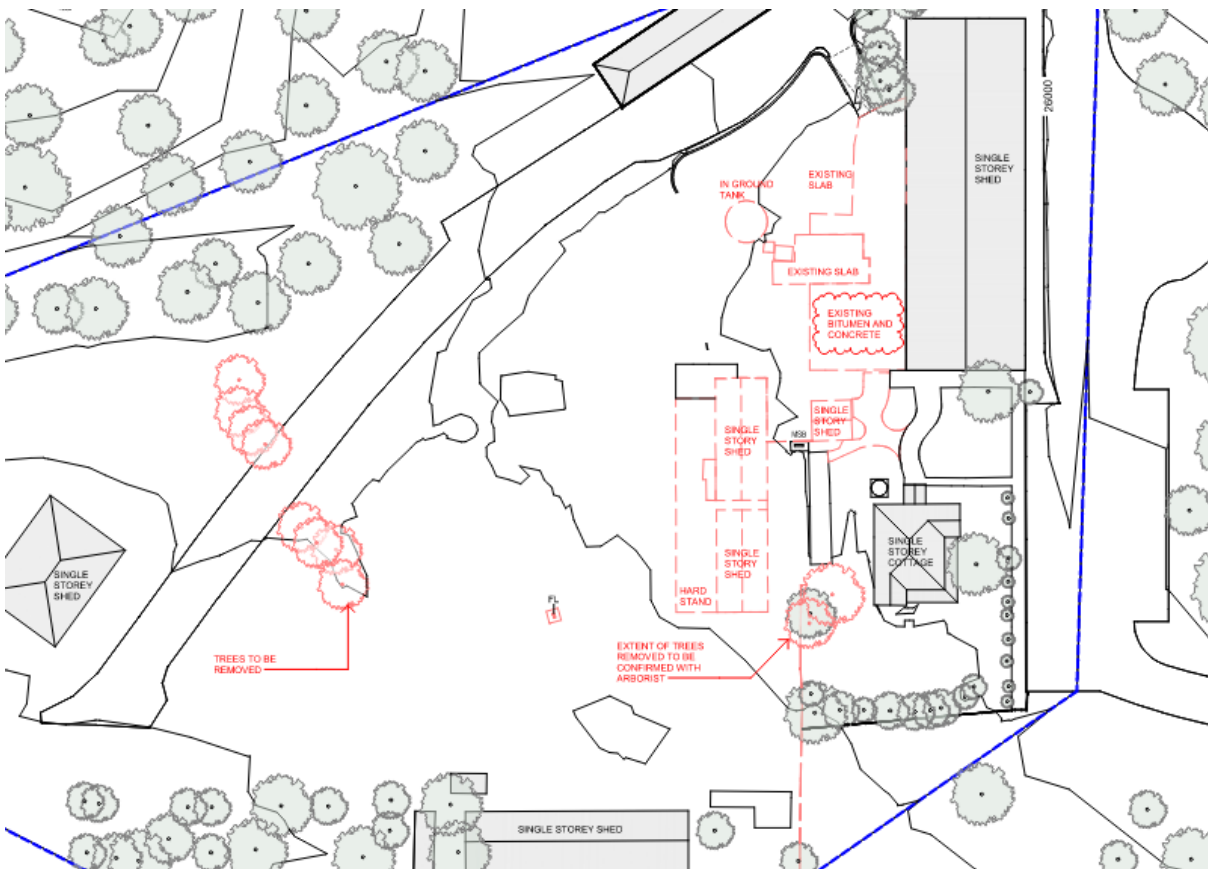 26000
SINGLE
STOREY
SHED
EXISTING
SLAB
IN GROUND
TANK
EXISTING SLAB
EXISTING
BITUMEN AND
CONCRETE
SINGLE
STORY
SHED
SINGLE
STORY
SHED
MSB
SINGLE
STOREY
COTTAGE
SINGLE
STORY
SHED
HARD
STAND
SINGLE
STOREY
SHED
FL
TREES TO BE
REMOVED
EXTENT OF TREES
REMOVED TO BE
CONFIRMED WITH
ARBORIST
SINGLE STOREY SHED